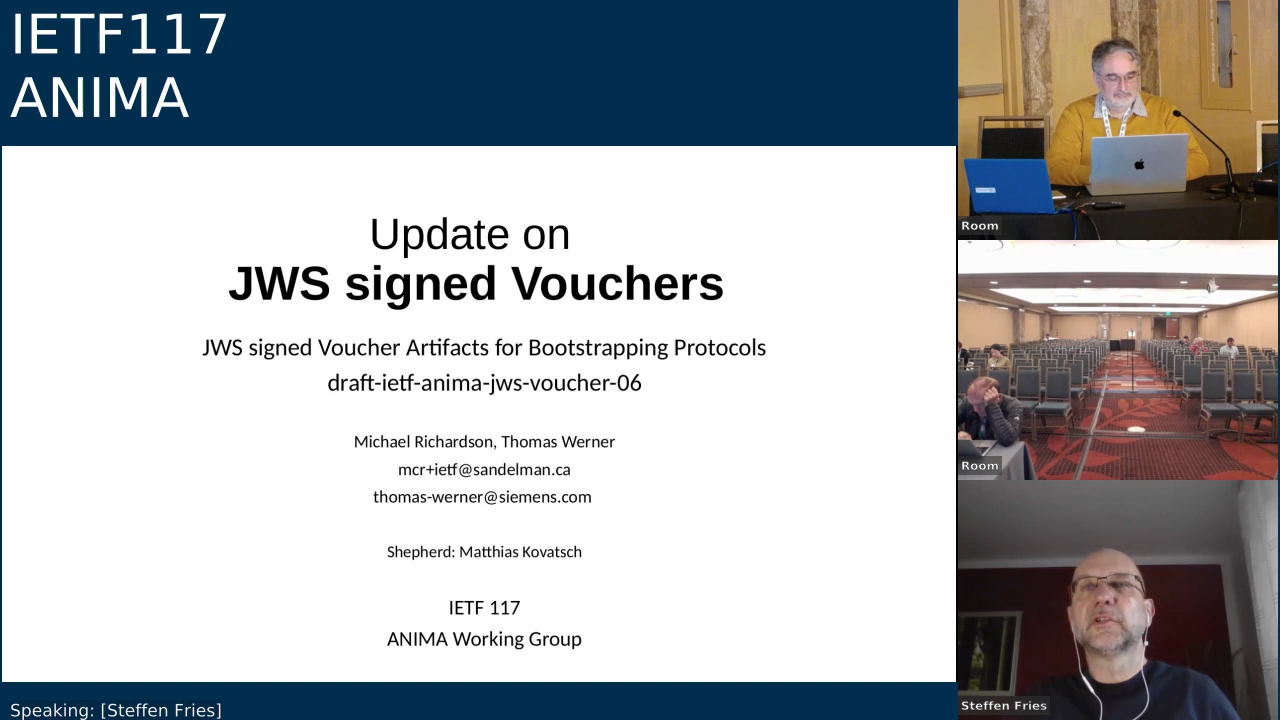 IETF117
ANIMA
Update on
JWS signed Vouchers
JWS signed Voucher Artifacts for Bootstrapping Protocols
draft-ietf-anima-jws-voucher-06
Michael Richardson, Thomas Werner
mcr+ietf@sandelman.ca
thomas-werner@siemens.com
Shepherd: Matthias Kovatsch
IETF 117
ANIMA Working Group
Speaking: [Steffen Fries]
Room
Room
Steffen Fries